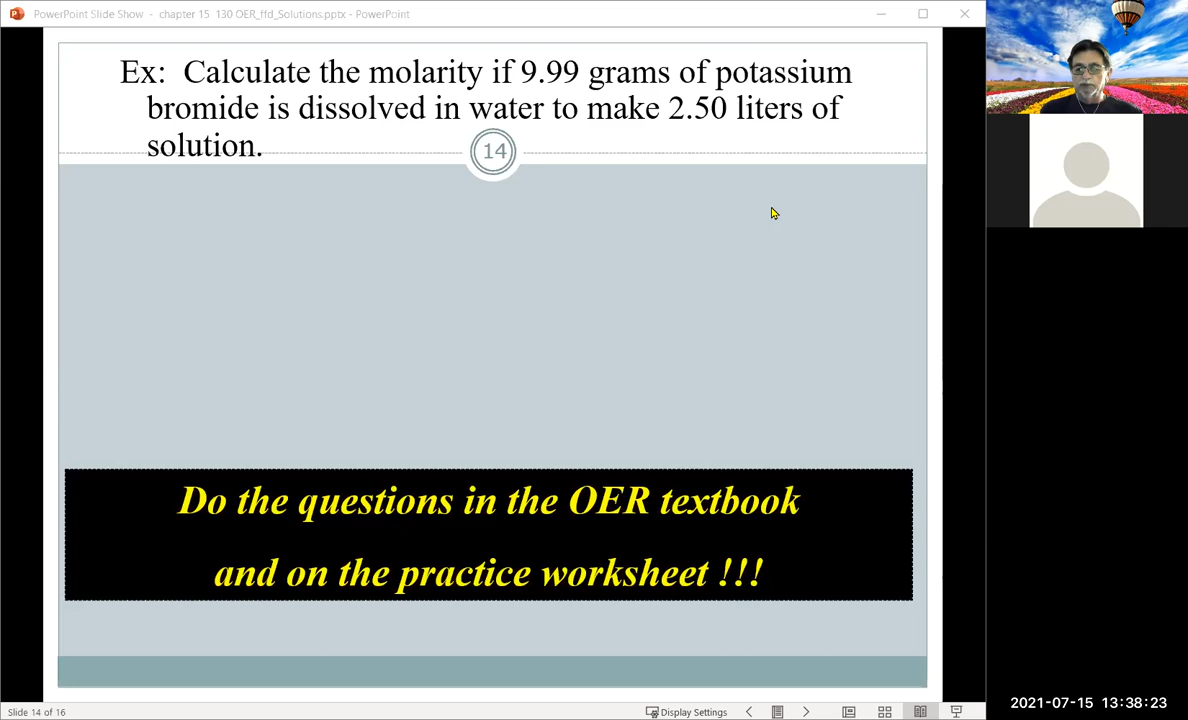 PowerPoint Slide Show - chapter 15 130 OER_ffd_Solutions.pptx - PowerPoint
Ex: Calculate the molarity if 9.99 grams of potassium
bromide is dissolved in water to make 2.50 liters of
solution.
14
Do the questions in the OER textbook
and on the practice worksheet !!!
Slide 14 of 16
Display Settings
2021-07-15 13:38:23